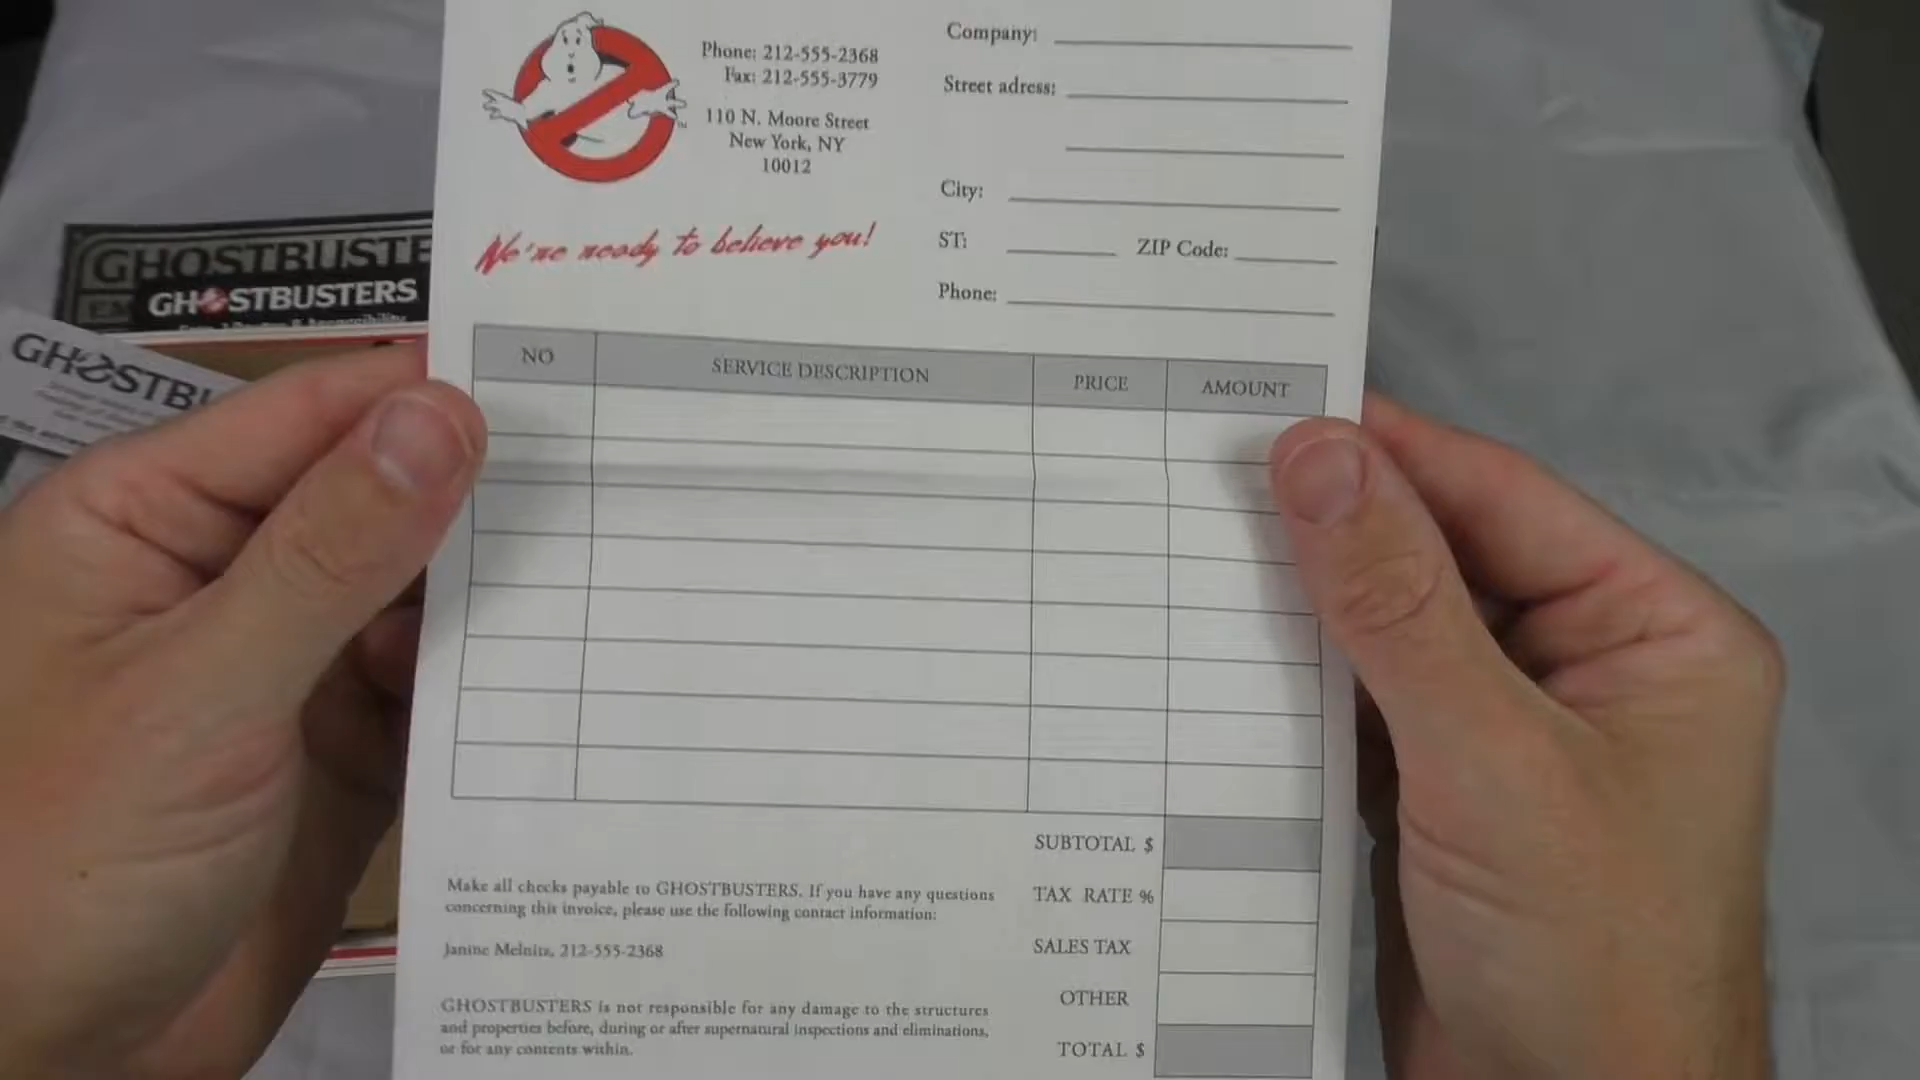 Phone: 212-555-2368
Fax: 212-555-3779
110 N. Moore Street
New York, NY
10012
We're ready to believe you!
Company:
Street adress:
City:
ST: ZIP Code:
Phone:
GHOSTBUSTE
GHOSTBUSTERS
GHOSTBU
NO SERVICE DESCRIPTION PRICE AMOUNT
SUBTOTAL $
TAX RATE %
SALES TAX
OTHER
TOTAL $
Make all checks payable to GHOSTBUSTERS. If you have any questions
concerning this invoice, please use the following contact information:
Janine Melnitz, 212-555-2368
GHOSTBUSTERS is not responsible for any damage to the structures
and properties before, during or after supernatural inspections and eliminations,
or for any contents within.